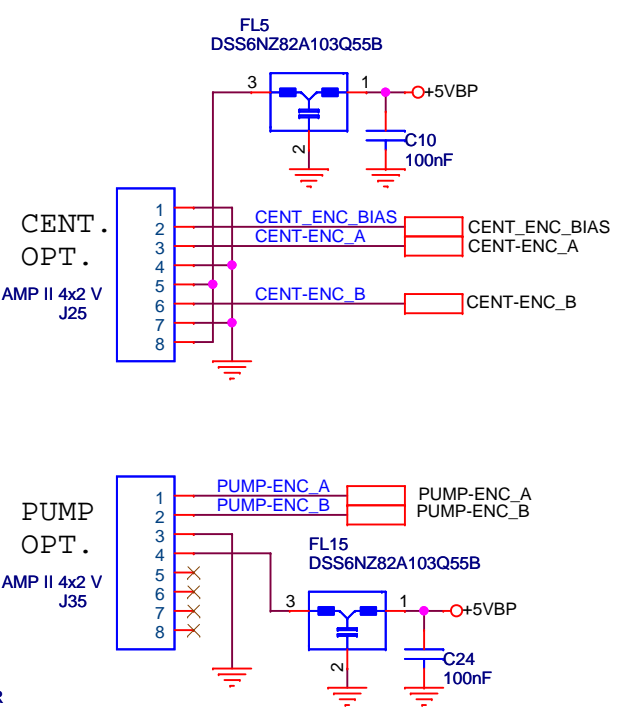 FL5
DSS6NZ82A103Q55B
3
1
+5VBP
2
C10
100nF
CENT.
OPT.
AMP II 4x2 V
J25
1
2
3
4
5
6
7
8
CENT_ENC_BIAS
CENT-ENC_A
CENT-ENC_B
CENT_ENC_BIAS
CENT-ENC_A
CENT-ENC_B
PUMP
OPT.
AMP II 4x2 V
J35
1
2
3
4
5
6
7
8
PUMP-ENC_A
PUMP-ENC_B
PUMP-ENC_A
PUMP-ENC_B
FL15
DSS6NZ82A103Q55B
3
1
+5VBP
2
C24
100nF
R